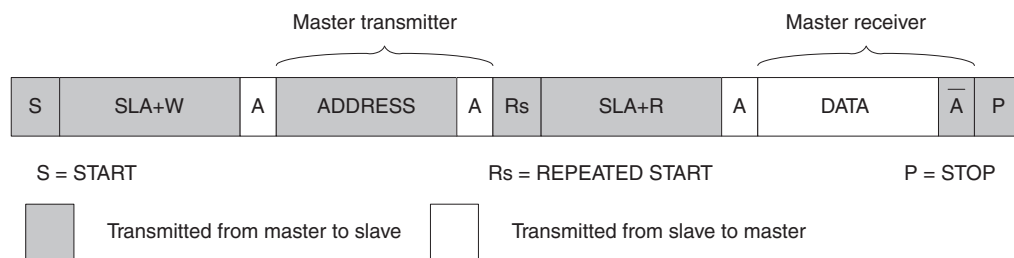 Master transmitter Master receiver
S SLA+W A ADDRESS A Rs SLA+R A DATA A̅ P
S = START Rs = REPEATED START P = STOP
Transmitted from master to slave Transmitted from slave to master